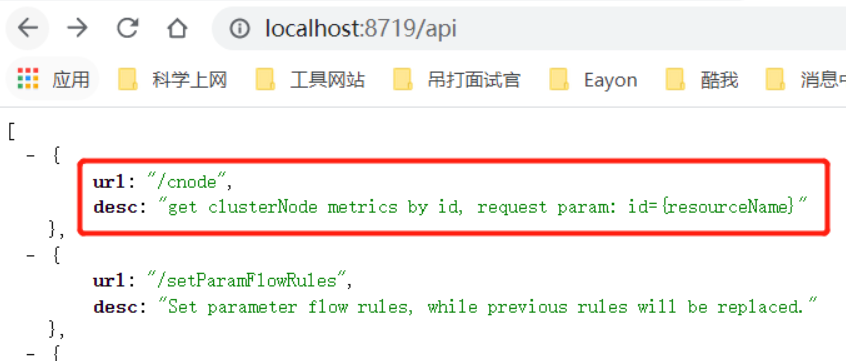 localhost:8719/api
应用 科学上网 工具网站 吊打面试官 Eayon 酷我 消息中
[
- {
url: "/cnode",
desc: "get clusterNode metrics by id, request param: id={resourceName}"
},
- {
url: "/setParamFlowRules",
desc: "Set parameter flow rules, while previous rules will be replaced."
},
- {